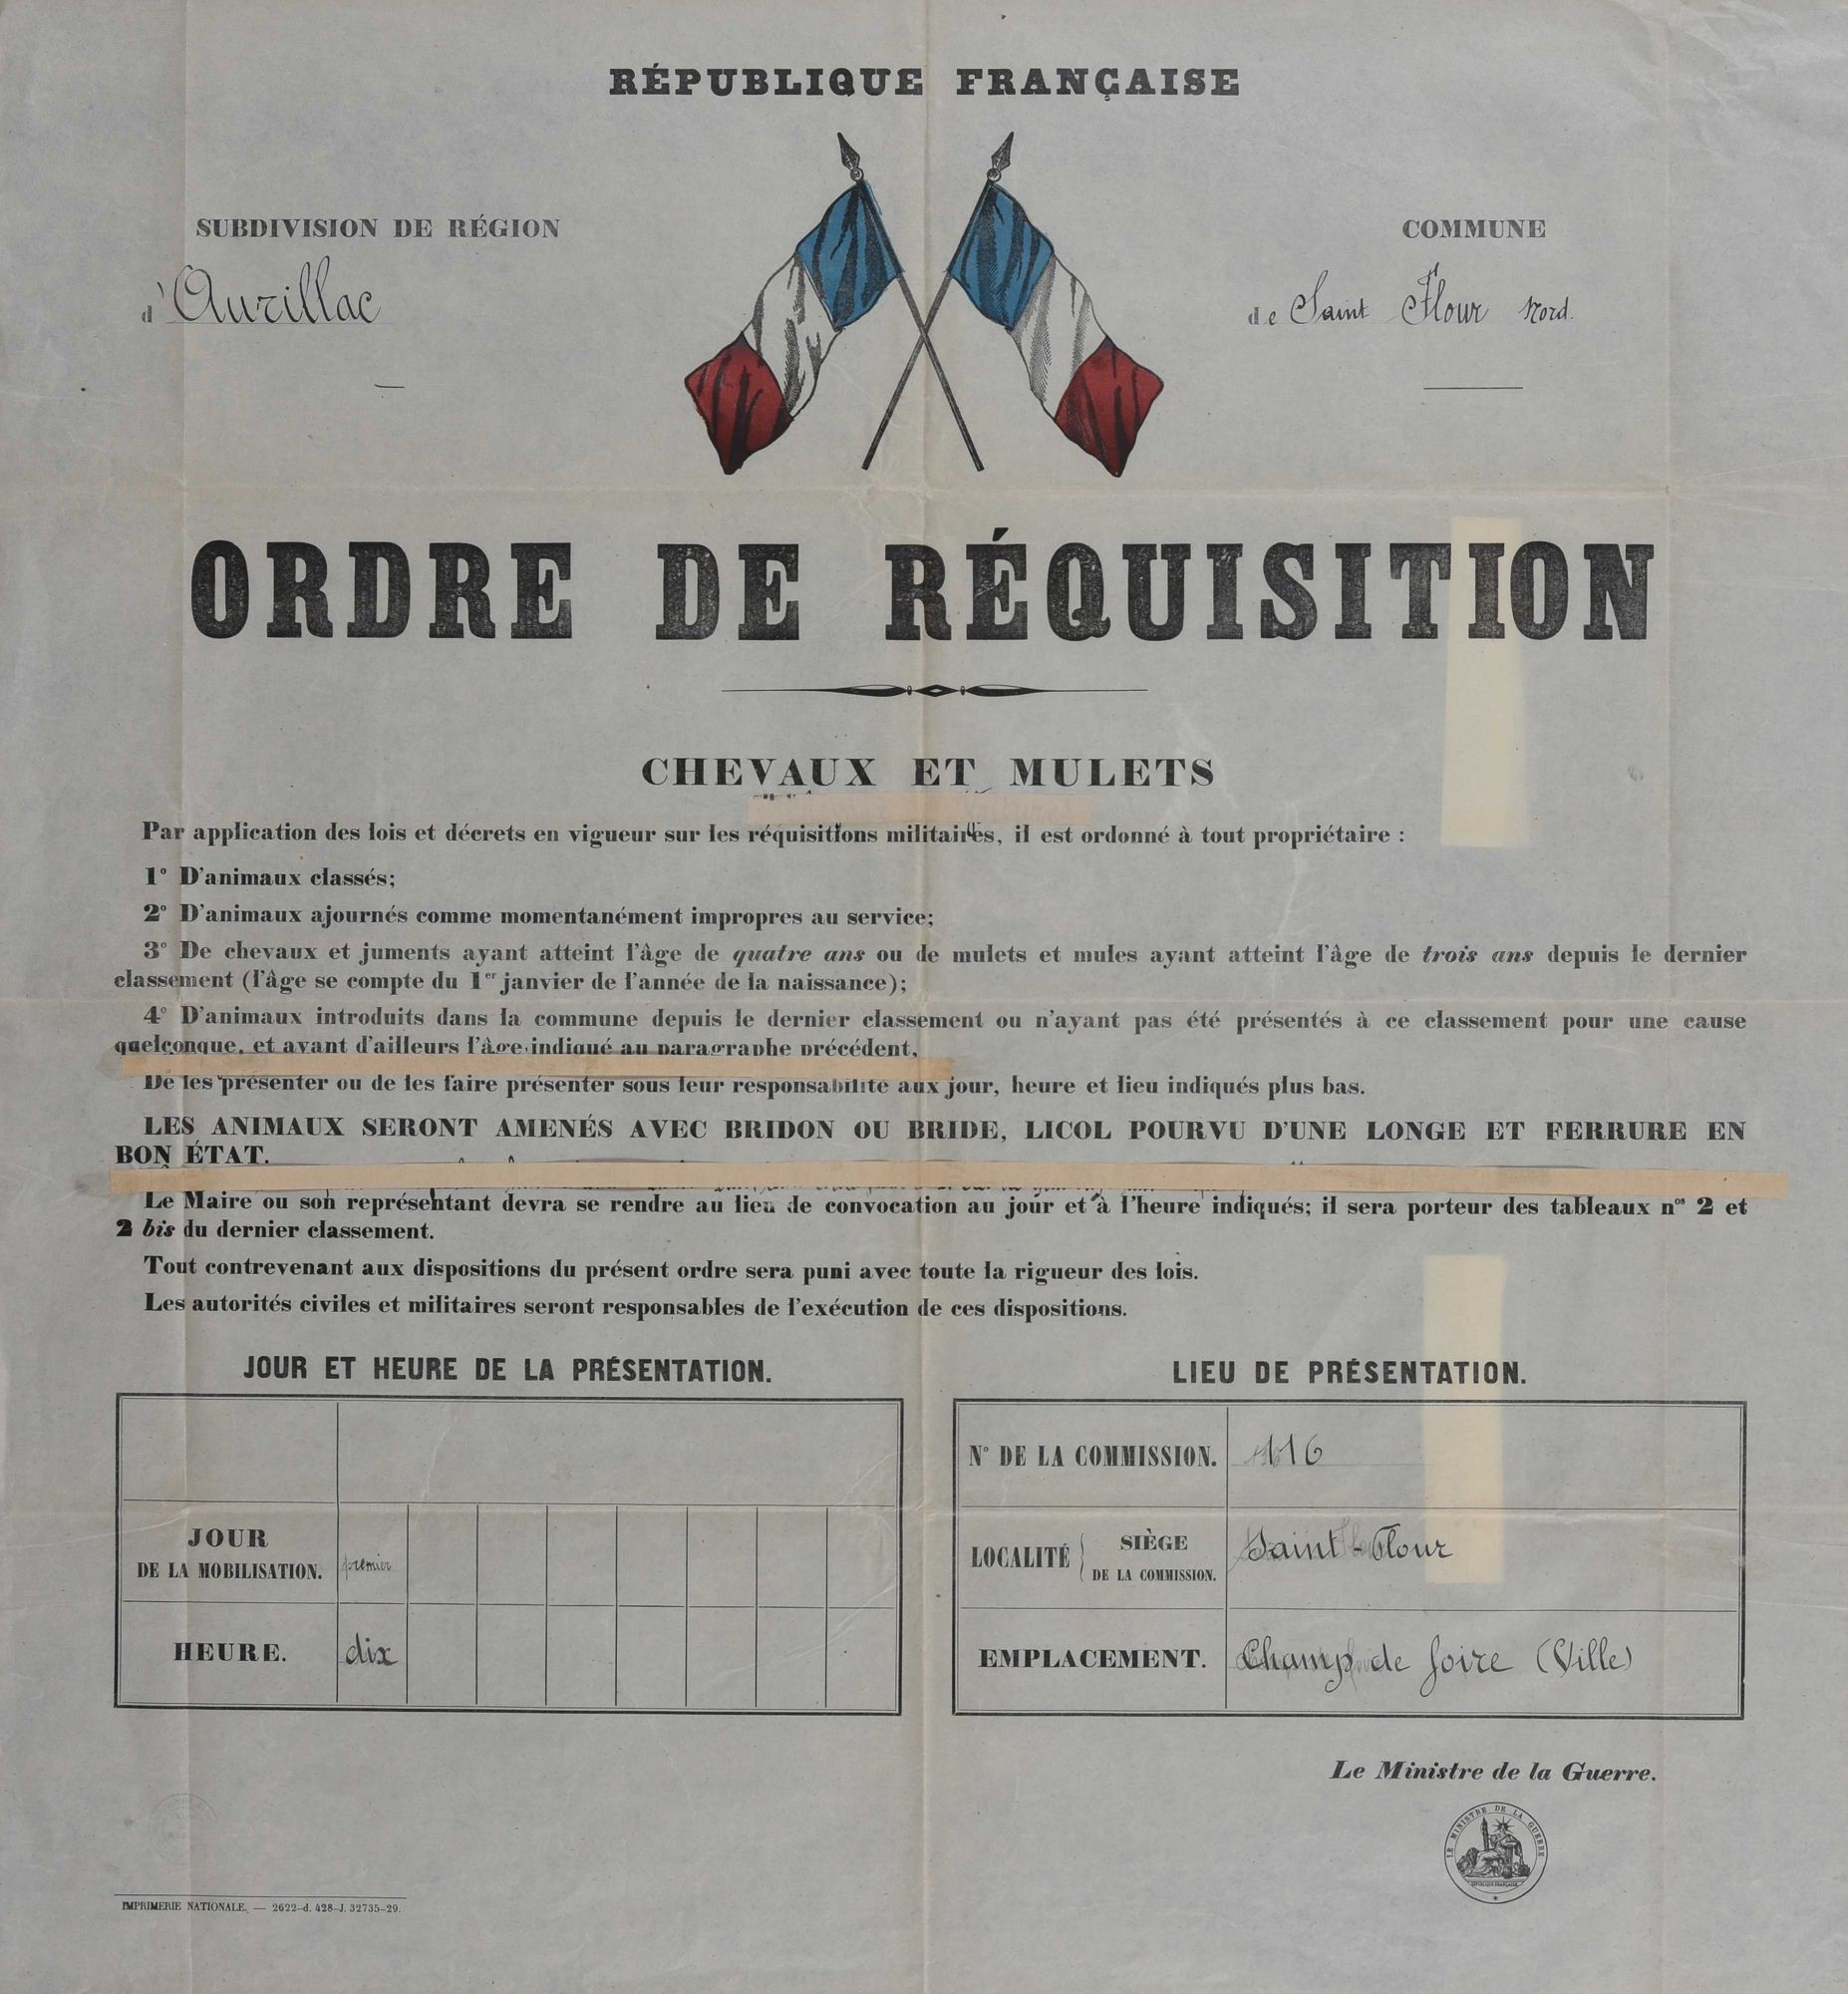 RÉPUBLIQUE FRANÇAISE
SUBDIVISION DE RÉGION
d'Aurillac
COMMUNE
de Saint Flour Nord.
ORDRE DE RÉQUISITION
CHEVAUX ET MULETS
Par application des lois et décrets en vigueur sur les réquisitions militaires, il est ordonné à tout propriétaire :
1° D'animaux classés;
2° D'animaux ajournés comme momentanément impropres au service;
3° De chevaux et juments ayant atteint l'âge de quatre ans ou de mulets et mules ayant atteint l'âge de trois ans depuis le dernier
classement (l'âge se compte du 1er janvier de l'année de la naissance);
4° D'animaux introduits dans la commune depuis le dernier classement ou n'ayant pas été présentés à ce classement pour une cause
quelconque, et ayant d'ailleurs l'âge indiqué au paragraphe précédent,
De les présenter ou de les faire présenter sous leur responsabilité aux jour, heure et lieu indiqués plus bas.
LES ANIMAUX SERONT AMENÉS AVEC BRIDON OU BRIDE, LICOL POURVU D'UNE LONGE ET FERRURE EN
BON ÉTAT.
Le Maire ou son représentant devra se rendre au lieu de convocation au jour et à l'heure indiqués; il sera porteur des tableaux nos 2 et
2 bis du dernier classement.
Tout contrevenant aux dispositions du présent ordre sera puni avec toute la rigueur des lois.
Les autorités civiles et militaires seront responsables de l'exécution de ces dispositions.
JOUR ET HEURE DE LA PRÉSENTATION.
JOUR
DE LA MOBILISATION.
premier
HEURE.
dix
LIEU DE PRÉSENTATION.
N° DE LA COMMISSION.
116
LOCALITÉ
SIÈGE
DE LA COMMISSION.
Saint-Flour
EMPLACEMENT.
Champ de foire (Ville)
Le Ministre de la Guerre.
LE MINISTRE DE LA GUERRE
RÉPUBLIQUE FRANÇAISE
IMPRIMERIE NATIONALE. — 2622-d. 428-J. 32735-29.